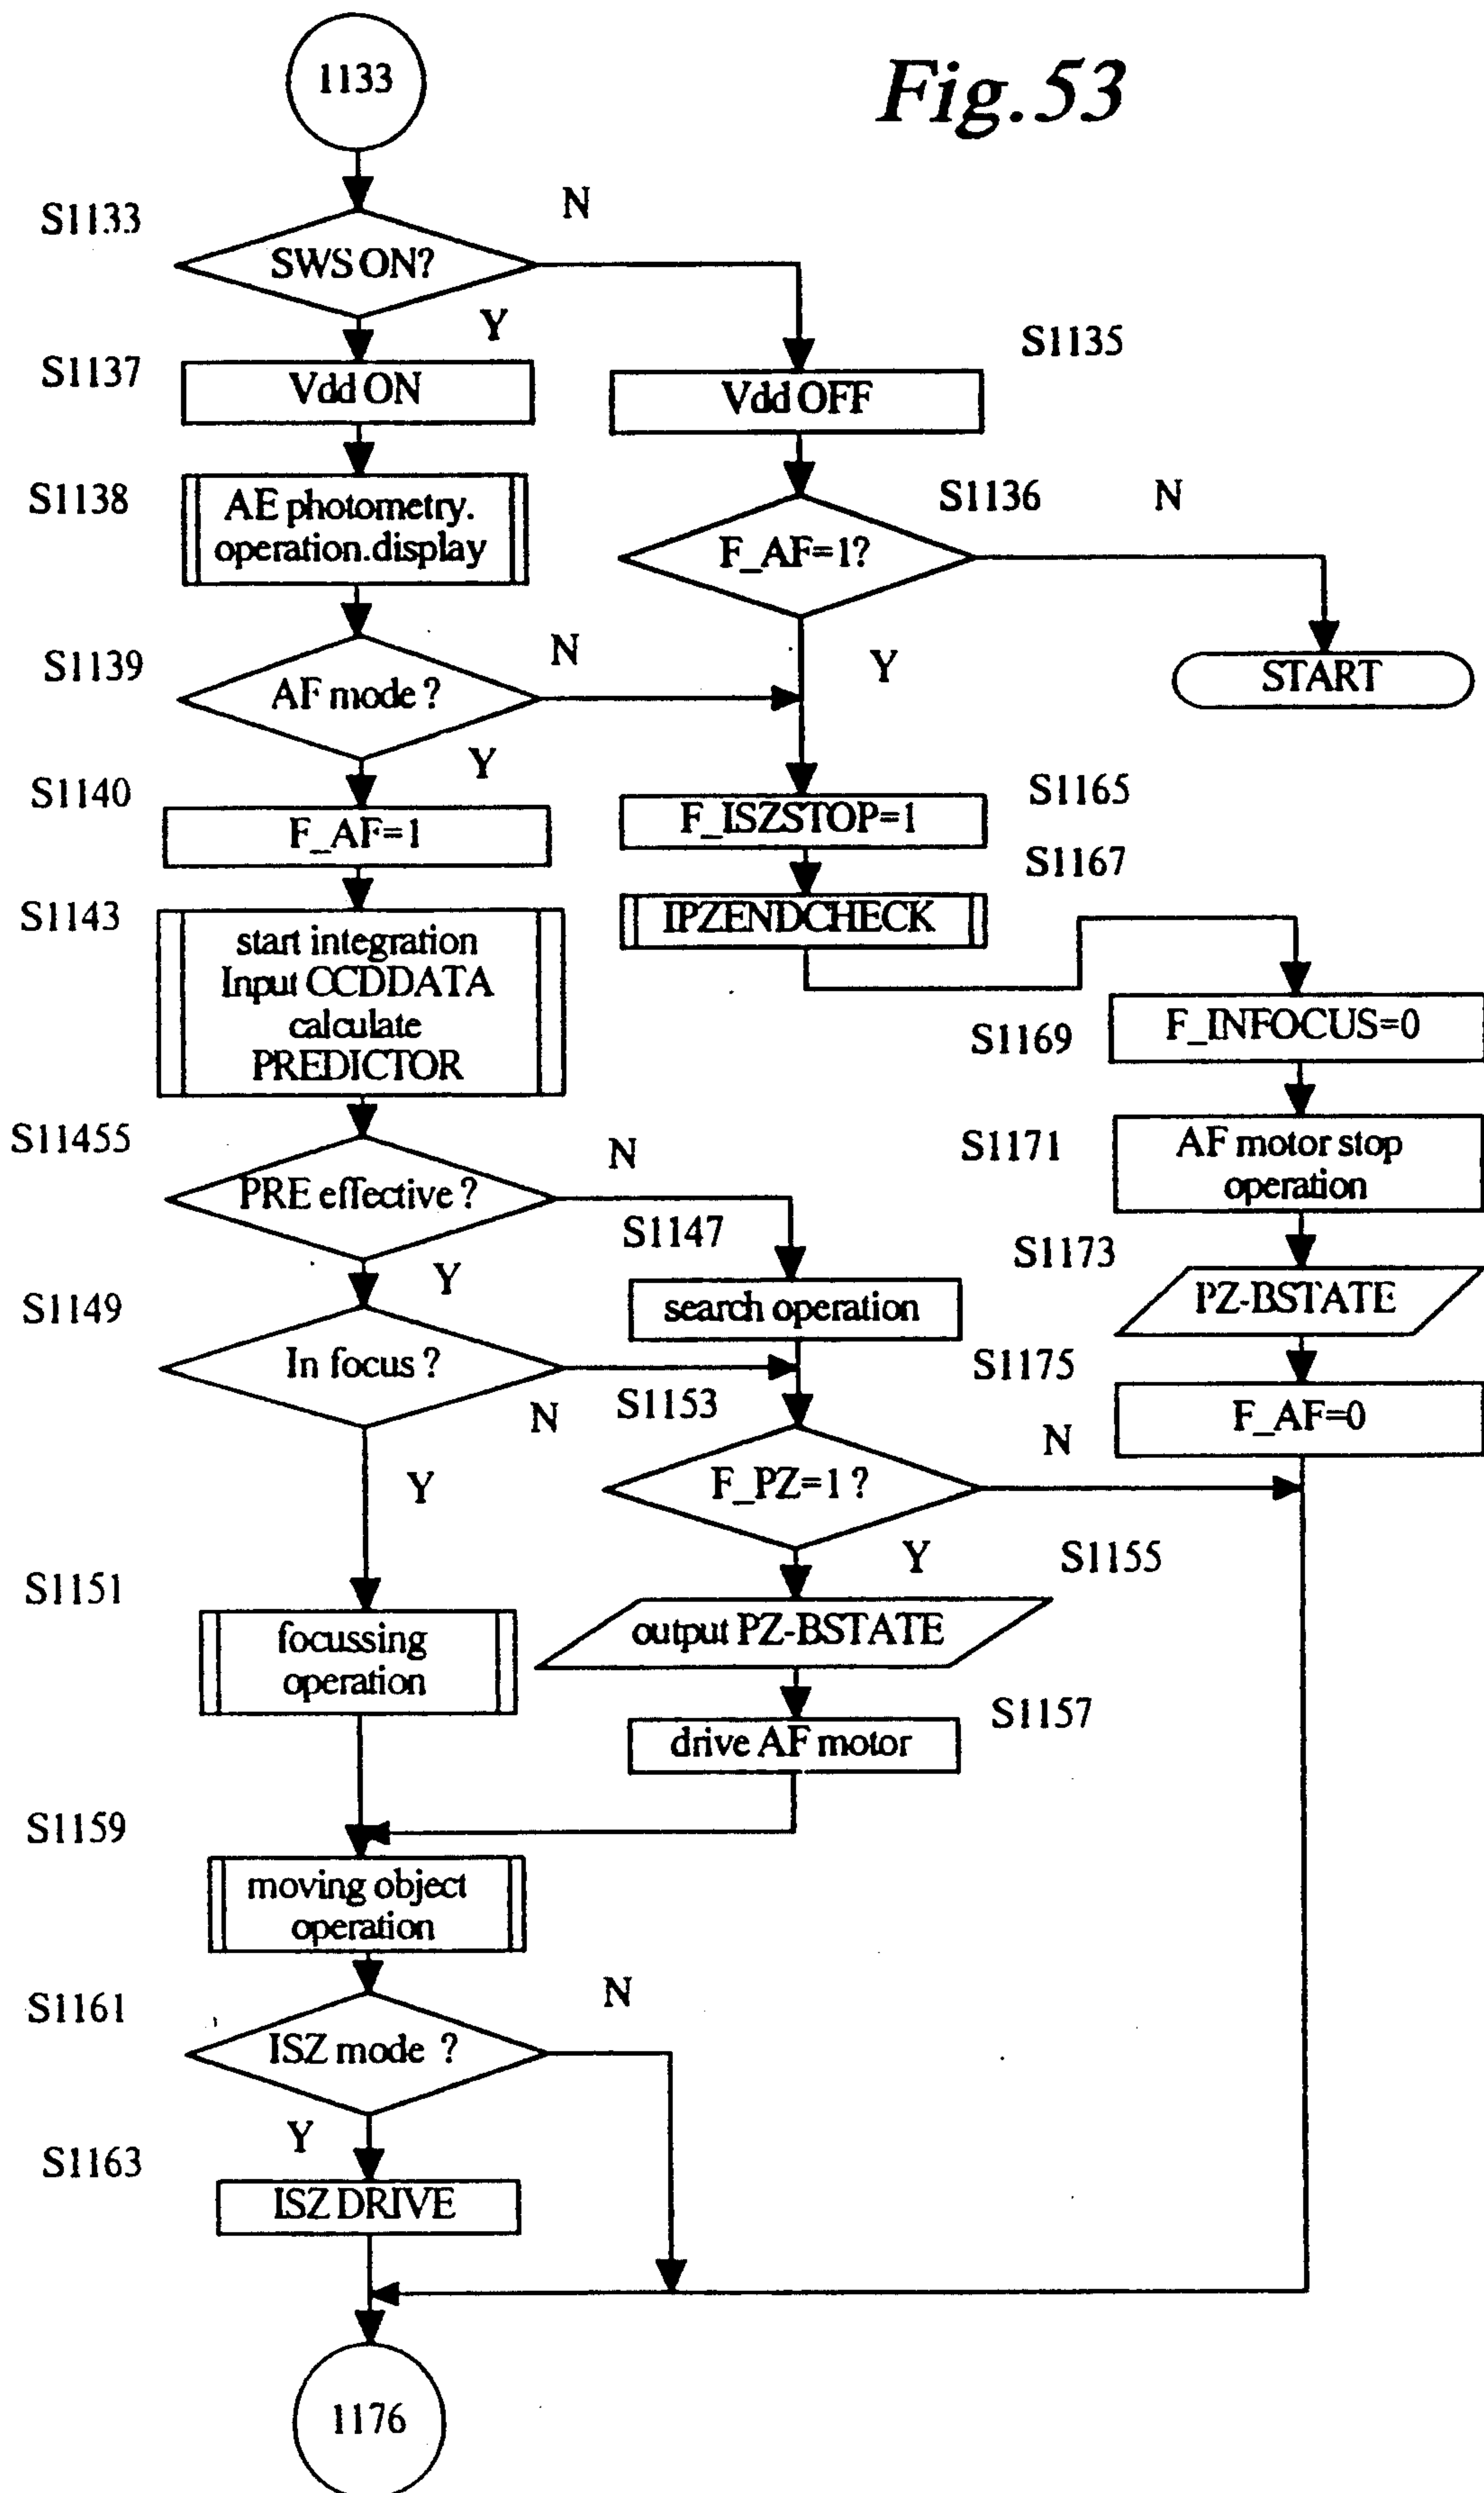 Fig.53
1133
S1133
SWS ON?
N
Y
S1137
Vdd ON
S1135
Vdd OFF
S1138
AE photometry.
operation.display
S1136
F_AF=1?
N
Y
START
S1139
AF mode ?
N
Y
S1140
F_AF=1
S1165
F_ISZSTOP=1
S1167
IPZENDCHECK
S1143
start integration
Input CCDDATA
calculate
PREDICTOR
S1169
F_INFOCUS=0
S11455
PRE effective ?
N
Y
S1171
AF motor stop
operation
S1147
search operation
S1173
PZ-BSTATE
S1149
In focus ?
N
Y
S1175
F_AF=0
S1153
F_PZ=1 ?
N
Y
S1155
output PZ-BSTATE
S1151
focussing
operation
S1157
drive AF motor
S1159
moving object
operation
S1161
ISZ mode ?
N
Y
S1163
ISZ DRIVE
1176